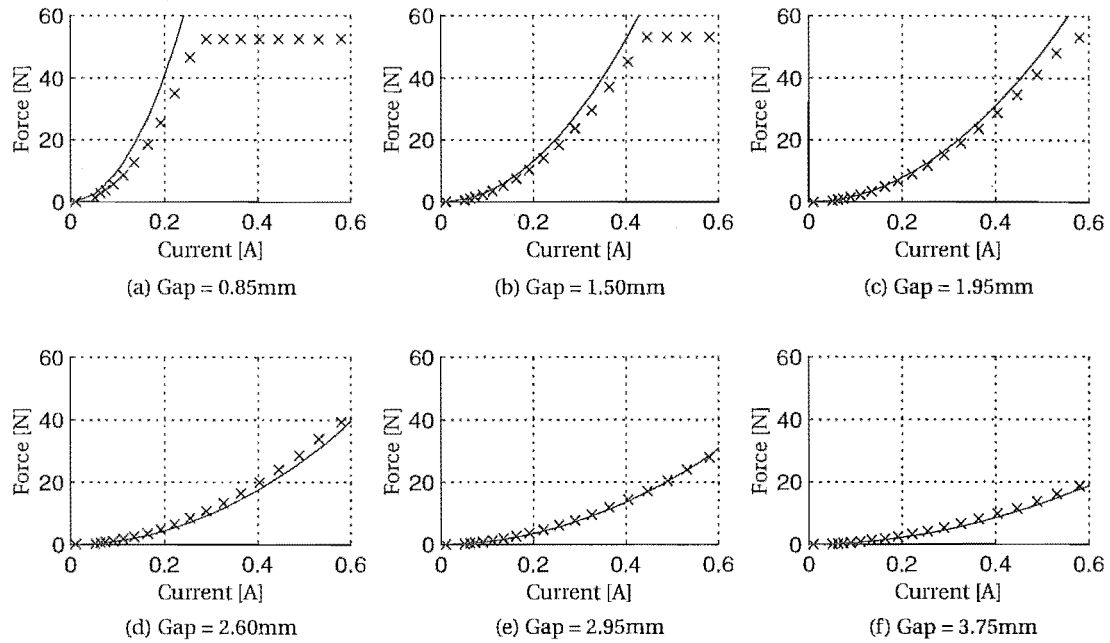 60
40
20
0
Force [N]
0 0.2 0.4 0.6
Current [A]
(a) Gap = 0.85mm
60
40
20
0
Force [N]
0 0.2 0.4 0.6
Current [A]
(b) Gap = 1.50mm
60
40
20
0
Force [N]
0 0.2 0.4 0.6
Current [A]
(c) Gap = 1.95mm
60
40
20
0
Force [N]
0 0.2 0.4 0.6
Current [A]
(d) Gap = 2.60mm
60
40
20
0
Force [N]
0 0.2 0.4 0.6
Current [A]
(e) Gap = 2.95mm
60
40
20
0
Force [N]
0 0.2 0.4 0.6
Current [A]
(f) Gap = 3.75mm